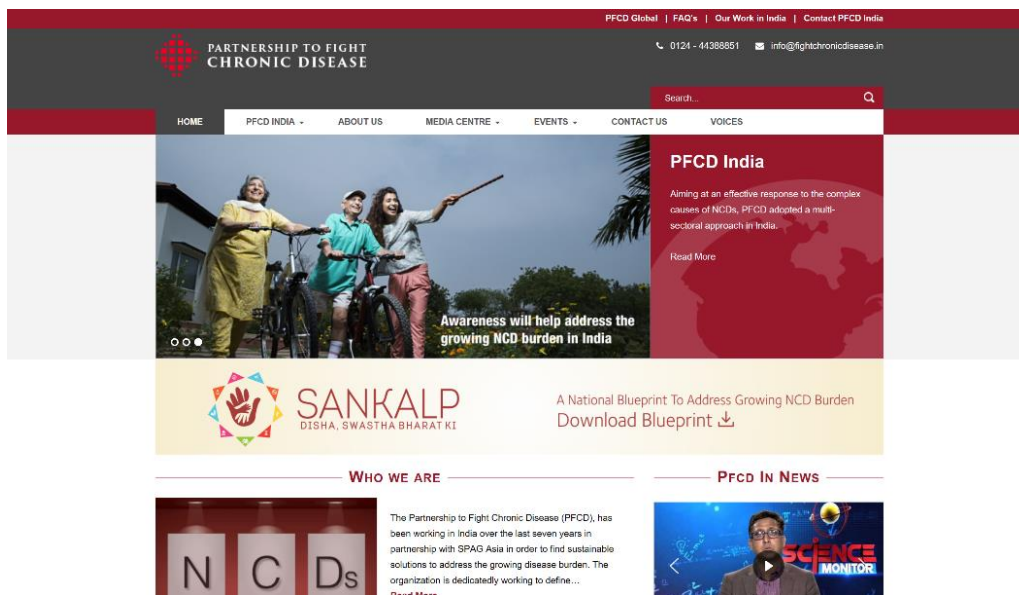 PFCD Global | FAQ's | Our Work in India | Contact PFCD India
PARTNERSHIP TO FIGHT
CHRONIC DISEASE
0124 - 44388851 info@fightchronicdisease.in
Search...
HOME PFCD INDIA ABOUT US MEDIA CENTRE EVENTS CONTACT US VOICES
PFCD India
Aiming at an effective response to the complex
causes of NCDs, PFCD adopted a multi-
sectoral approach in India.
Read More
Awareness will help address the
growing NCD burden in India
SANKALP
DISHA, SWASTHA BHARAT KI
A National Blueprint To Address Growing NCD Burden
Download Blueprint
WHO WE ARE
The Partnership to Fight Chronic Disease (PFCD), has
been working in India over the last seven years in
partnership with SPAG Asia in order to find sustainable
solutions to address the growing disease burden. The
organization is dedicatedly working to define…
Read More
NCDs
PFCD IN NEWS
SCIENCE
MONITOR